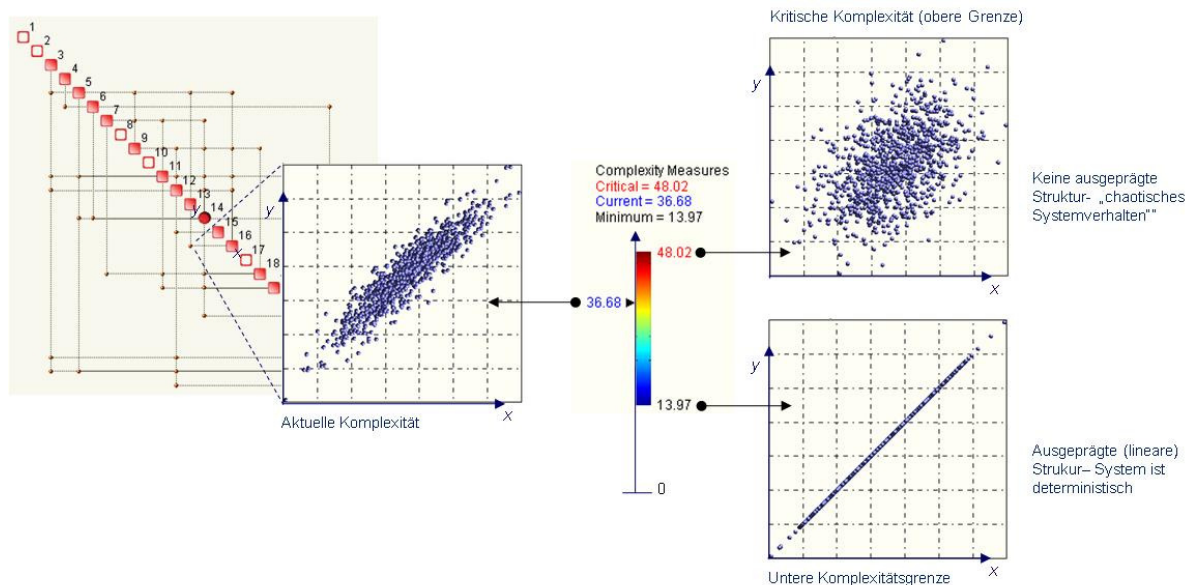 1
2
3
4
5
6
7
8
9
10
11
12
13
14
15
16
17
18
y
x
y
x
Aktuelle Komplexität
Complexity Measures
Critical = 48.02
Current = 36.68
Minimum = 13.97
48.02
36.68
13.97
0
Kritische Komplexität (obere Grenze)
y
x
Keine ausgeprägte
Struktur- „chaotisches
Systemverhalten""
y
x
Ausgeprägte (lineare)
Strukur– System ist
deterministisch
Untere Komplexitätsgrenze